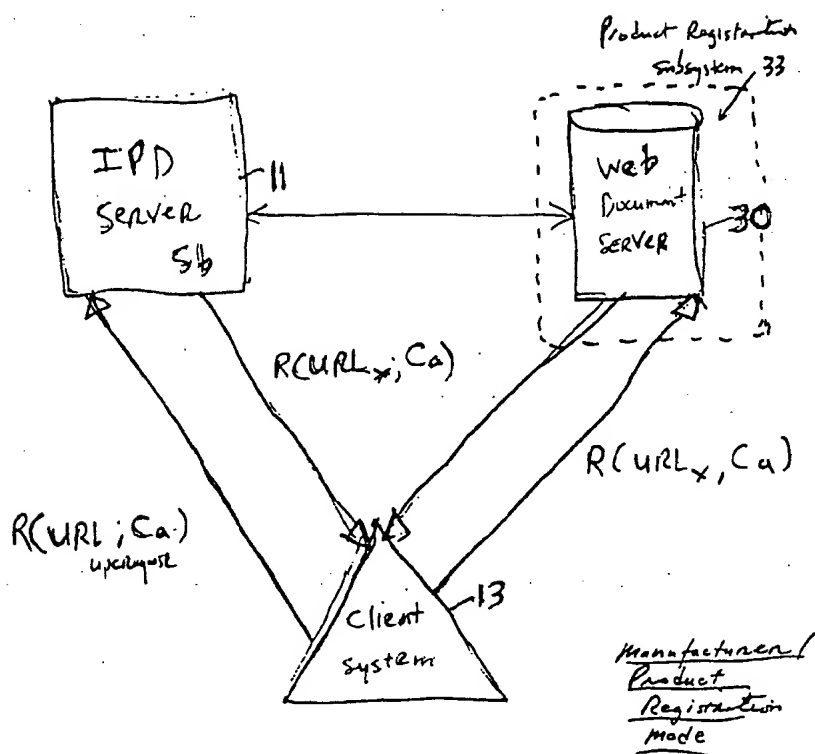 Product Registration
Subsystem 33
IPD
SERVER
Sb
11
Web
Document
SERVER
30
R(URLx; Ca)
R(URLx, Ca)
R(URL; Ca)
Client
System
13
Manufacturer/
Product
Registration
mode